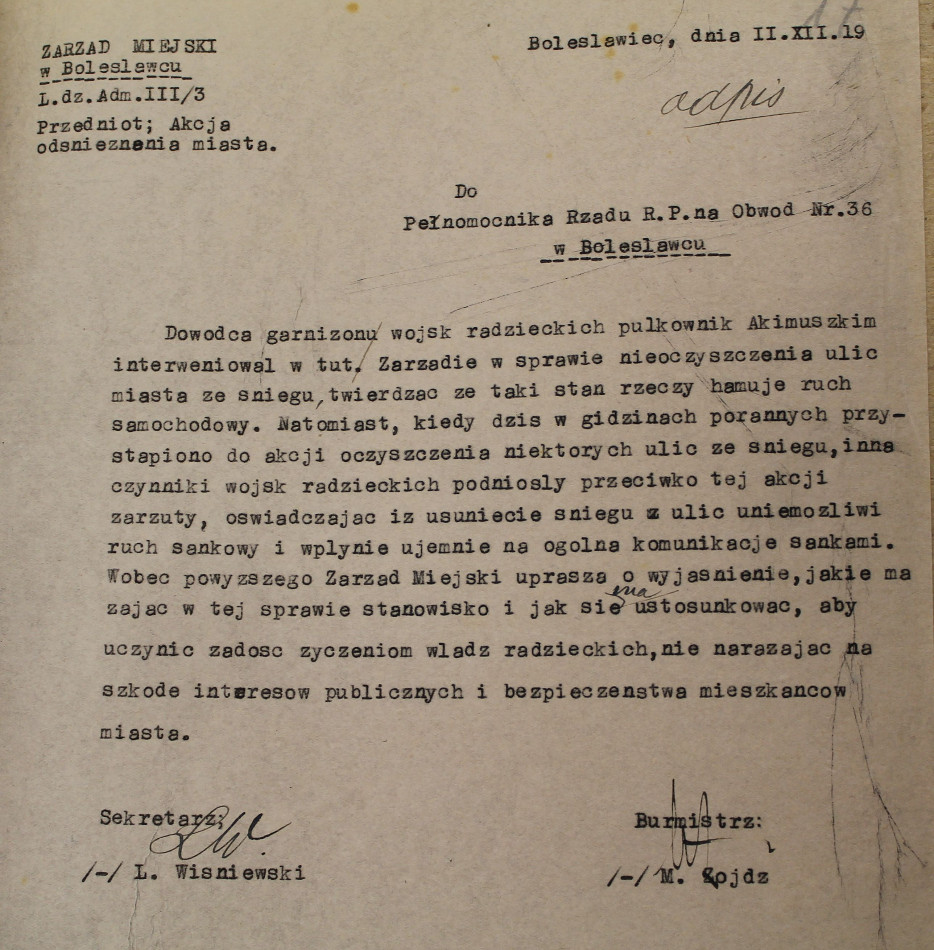 17
ZARZAD MIEJSKI
w Boleslawcu
L.dz.Adm.III/3
Przedniot; Akcja
odsnieznenia miasta.
Boleslawiec, dnia II.XII.19
odpis
Do
Pełnomocnika Rzadu R.P.na Obwod Nr.36
w Boleslawcu
Dowodca garnizonu wojsk radzieckich pulkownik Akimuszkim
interweniowal w tut. Zarzadie w sprawie nieoczyszczenia ulic
miasta ze sniegu,twierdzac ze taki stan rzeczy hamuje ruch
samochodowy. Natomiast, kiedy dzis w gidzinach porannych przy-
stapiono do akcji oczyszczenia niektorych ulic ze sniegu,inna
czynniki wojsk radzieckich podniosly przeciwko tej akcji
zarzuty, oswiadczajac iz usuniecie sniegu z ulic uniemozliwi
ruch sankowy i wplynie ujemnie na ogolna komunikacje sankami.
Wobec powyzszego Zarzad Miejski uprasza o wyjasnienie,jakie ma
zajac w tej sprawie stanowisko i jak sie ma ustosunkowac, aby
uczynic zadosc zyczeniom wladz radzieckich,nie narazajac na
szkode interesow publicznych i bezpieczenstwa mieszkancow
miasta.
Sekretarz:
/-/ L. Wisniewski
Burmistrz:
/-/ M. Zojdz